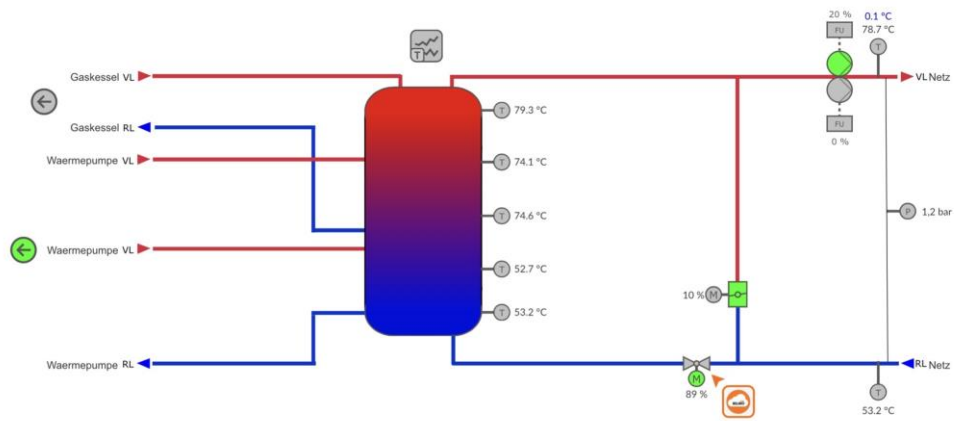 20 %
0.1 °C
FU
78.7 °C
T
T
Gaskessel VL
VL Netz
T 79.3 °C
FU
Gaskessel RL
0 %
Waermepumpe VL
T 74.1 °C
T 74.6 °C
P 1,2 bar
Waermepumpe VL
T 52.7 °C
10 % M
T 53.2 °C
Waermepumpe RL
RL Netz
M
T
89 %
53.2 °C